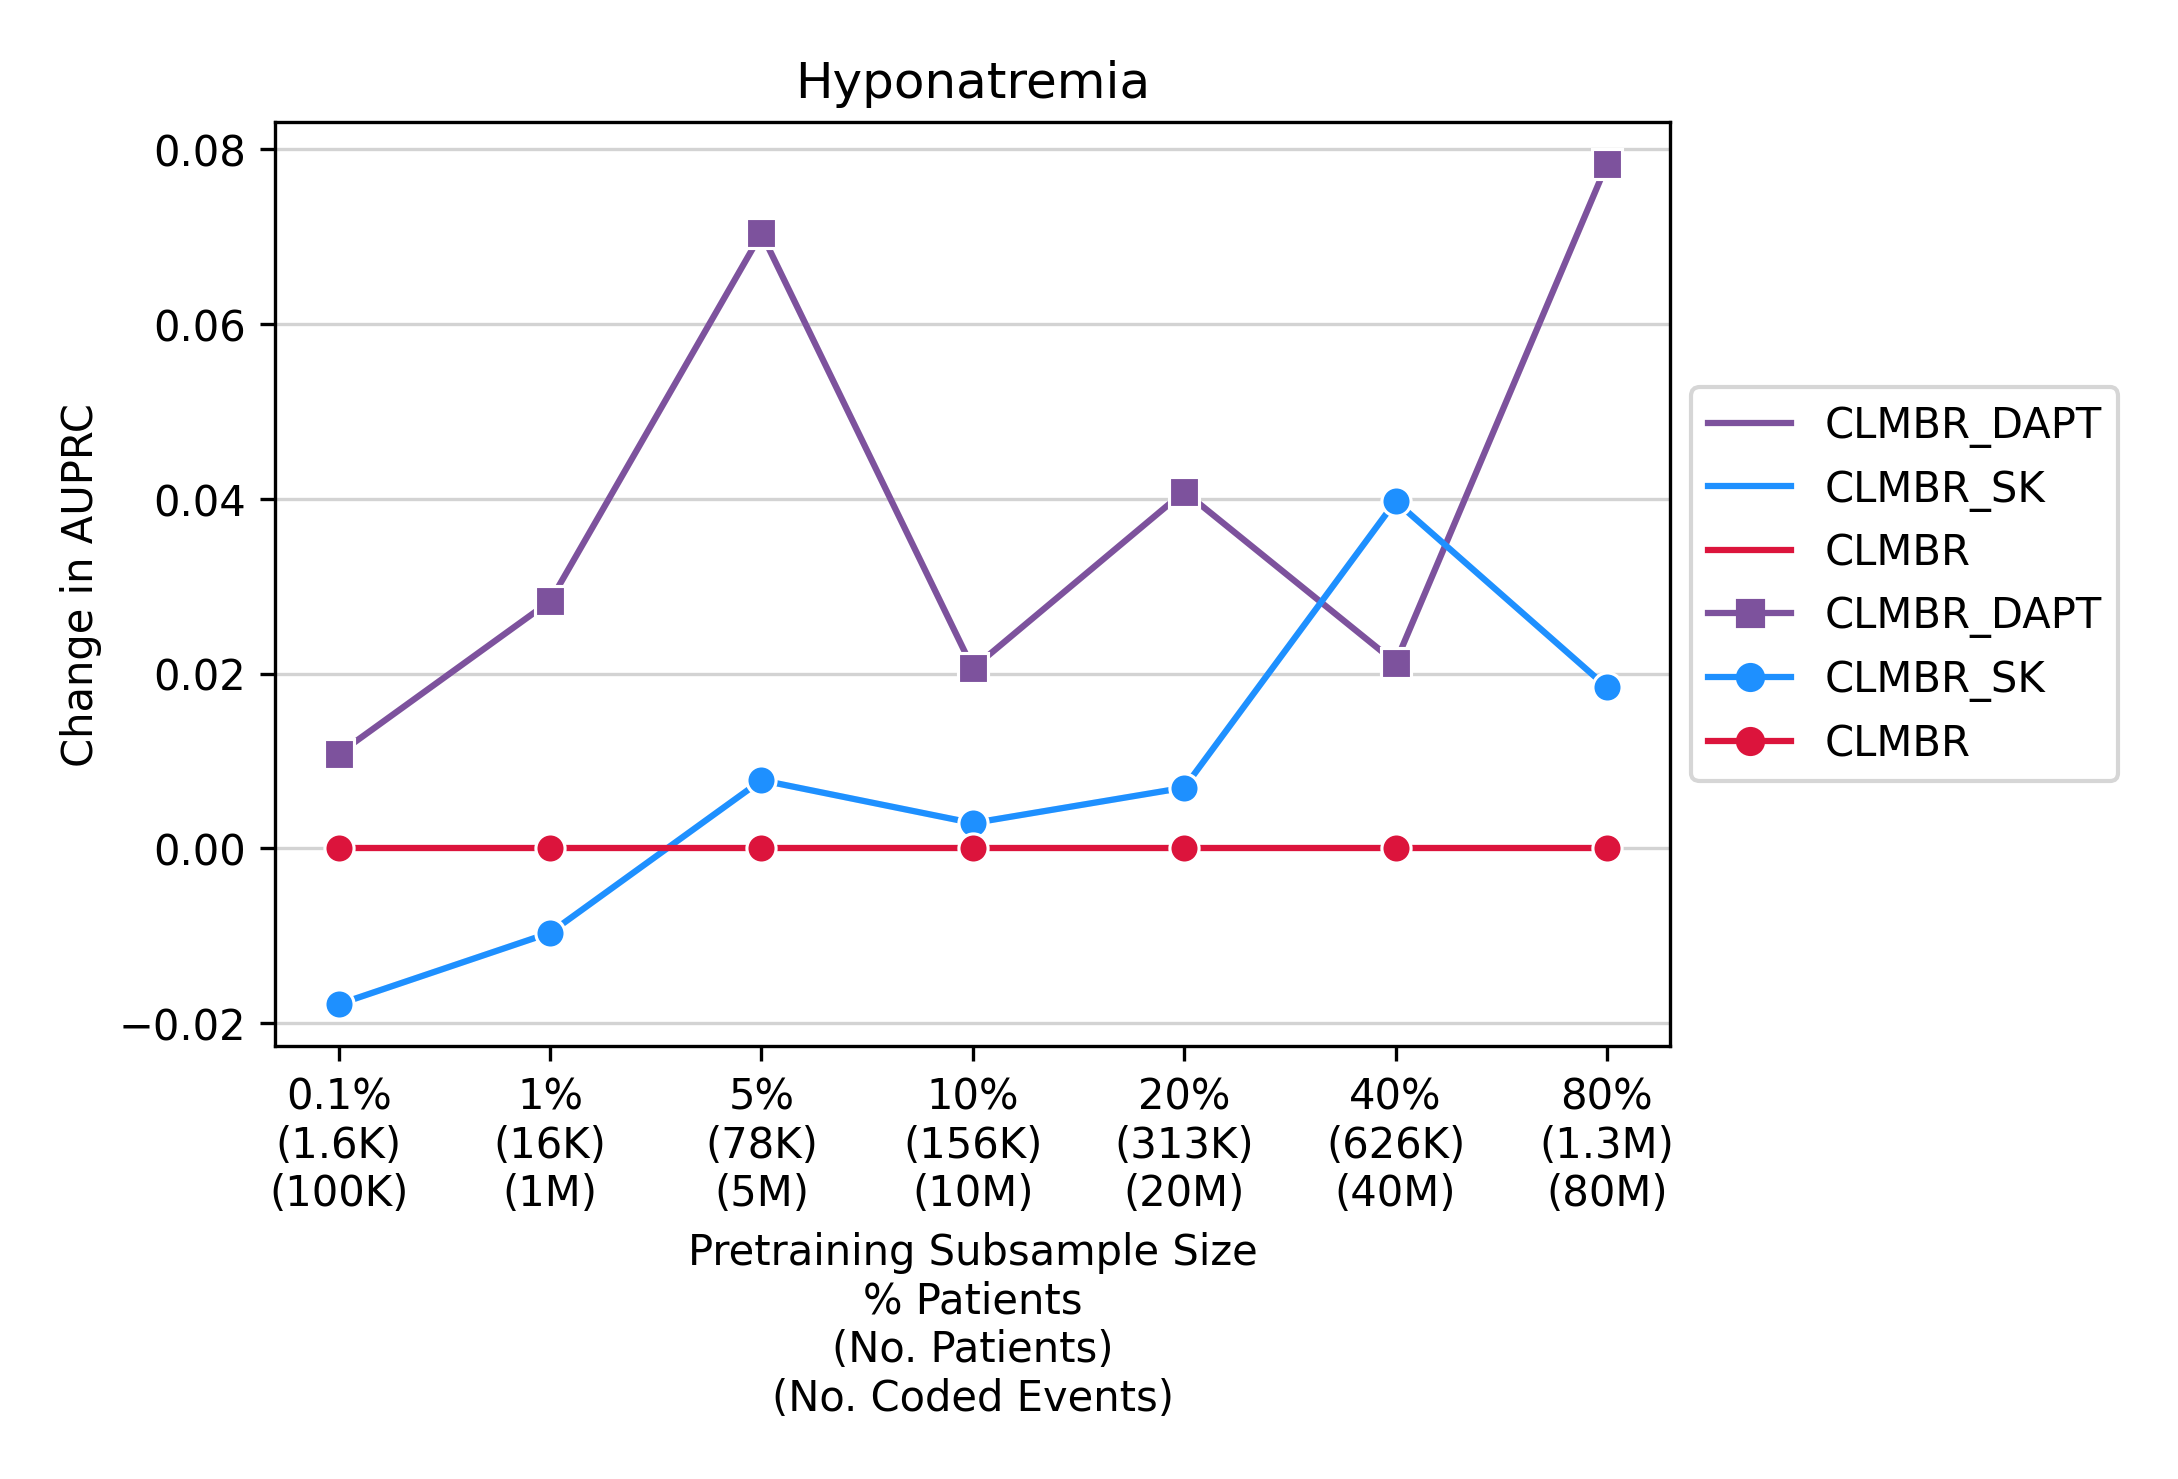 Hyponatremia
0.08
0.06
0.04
0.02
0.00
−0.02
Change in AUPRC
CLMBR_DAPT
CLMBR_SK
CLMBR
CLMBR_DAPT
CLMBR_SK
CLMBR
0.1% 1% 5% 10% 20% 40% 80%
(1.6K) (16K) (78K) (156K) (313K) (626K) (1.3M)
(100K) (1M) (5M) (10M) (20M) (40M) (80M)
Pretraining Subsample Size
% Patients
(No. Patients)
(No. Coded Events)